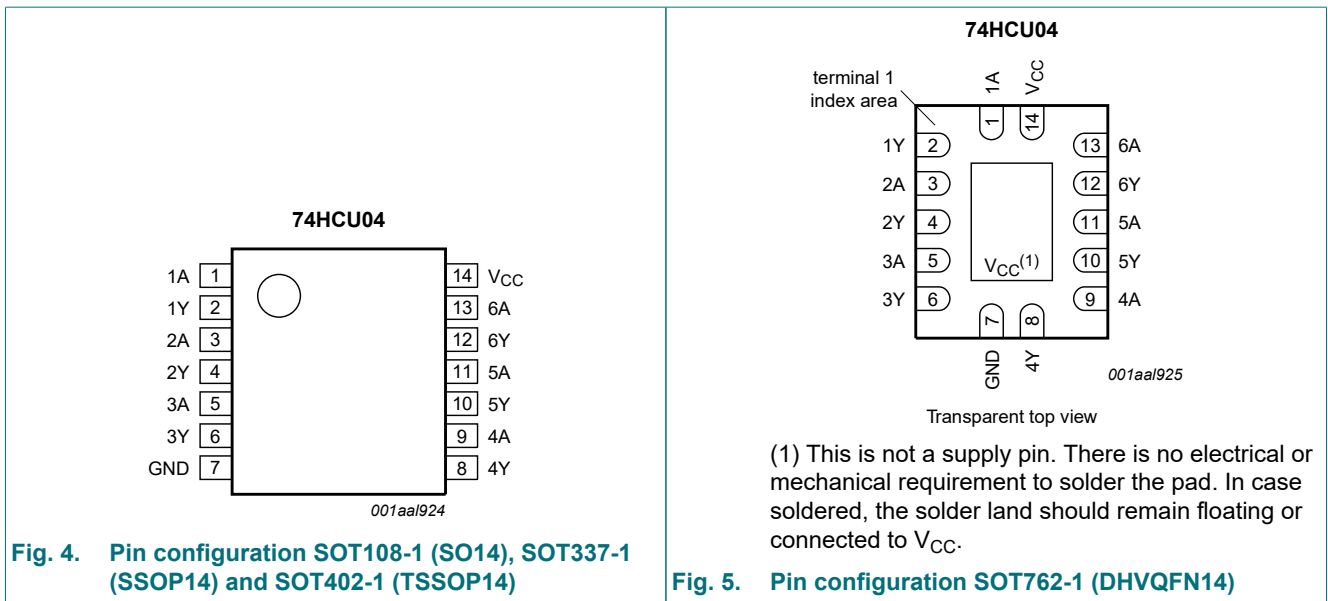 74HCU04
1A 1 14 VCC
1Y 2 13 6A
2A 3 12 6Y
2Y 4 11 5A
3A 5 10 5Y
3Y 6 9 4A
GND 7 8 4Y
001aal924
Fig. 4. Pin configuration SOT108-1 (SO14), SOT337-1
(SSOP14) and SOT402-1 (TSSOP14)
74HCU04
terminal 1
index area
1A VCC
1 14
1Y 2 13 6A
2A 3 12 6Y
2Y 4 11 5A
3A 5 10 5Y
VCC(1)
3Y 6 9 4A
7 8
GND 4Y
001aal925
Transparent top view
(1) This is not a supply pin. There is no electrical or
mechanical requirement to solder the pad. In case
soldered, the solder land should remain floating or
connected to VCC.
Fig. 5. Pin configuration SOT762-1 (DHVQFN14)